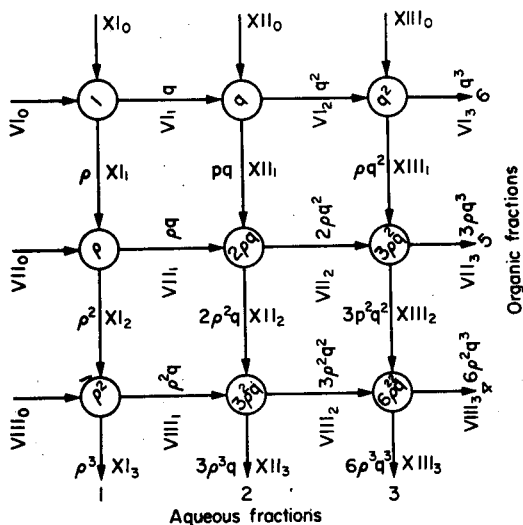 XI₀ XII₀ XIII₀
VI₀ 1 q VI₁ q q² VI₂ q² q³ VI₃ 6
ρ XI₁ pq XII₁ ρq² XIII₁
VII₀ ρ ρq VII₁ 2ρq 2ρq² VII₂ 3ρq² 3ρq³ VII₃ 5
ρ² XI₂ 2ρ²q XII₂ 3ρ²q² XIII₂
VIII₀ ρ² ρ²q VIII₁ 3ρ²q 3ρ²q² VIII₂ 6ρ²q² 6ρ²q³ VIII₃ 4
ρ³ XI₃ 3ρ³q XII₃ 6ρ³q³ XIII₃
1 2 3
Aqueous fractions
Organic fractions